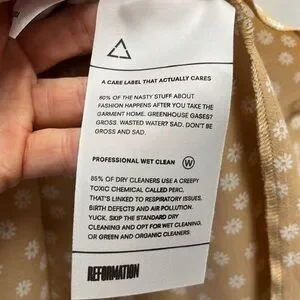 A CARE LABEL THAT ACTUALLY CARES
60% OF THE NASTY STUFF ABOUT
FASHION HAPPENS AFTER YOU TAKE THE
GARMENT HOME. GREENHOUSE GASES?
GROSS. WASTED WATER? SAD. DON'T BE
GROSS AND SAD.
PROFESSIONAL WET CLEAN W
85% OF DRY CLEANERS USE A CREEPY
TOXIC CHEMICAL CALLED PERC,
THAT'S LINKED TO RESPIRATORY ISSUES,
BIRTH DEFECTS AND AIR POLLUTION.
YUCK. SKIP THE STANDARD DRY
CLEANING AND OPT FOR WET CLEANING,
OR GREEN AND ORGANIC CLEANERS.
REFORMATION